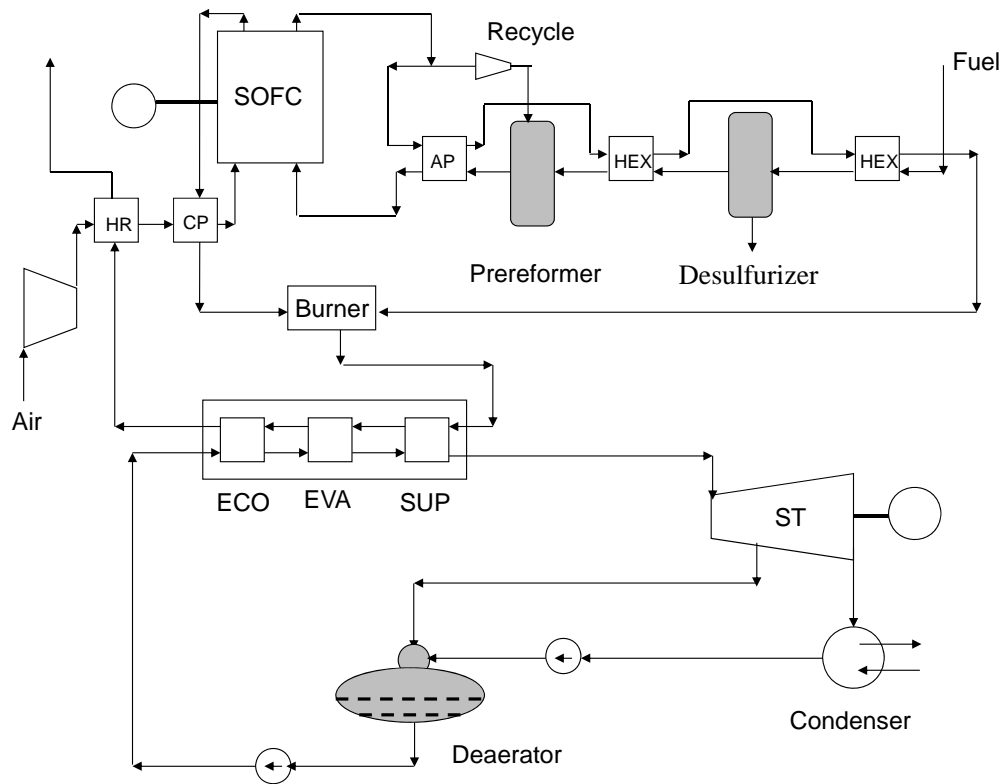 Recycle
Fuel
SOFC
AP
HEX
HEX
HR
CP
Prereformer
Desulfurizer
Burner
Air
ECO
EVA
SUP
ST
Condenser
Deaerator